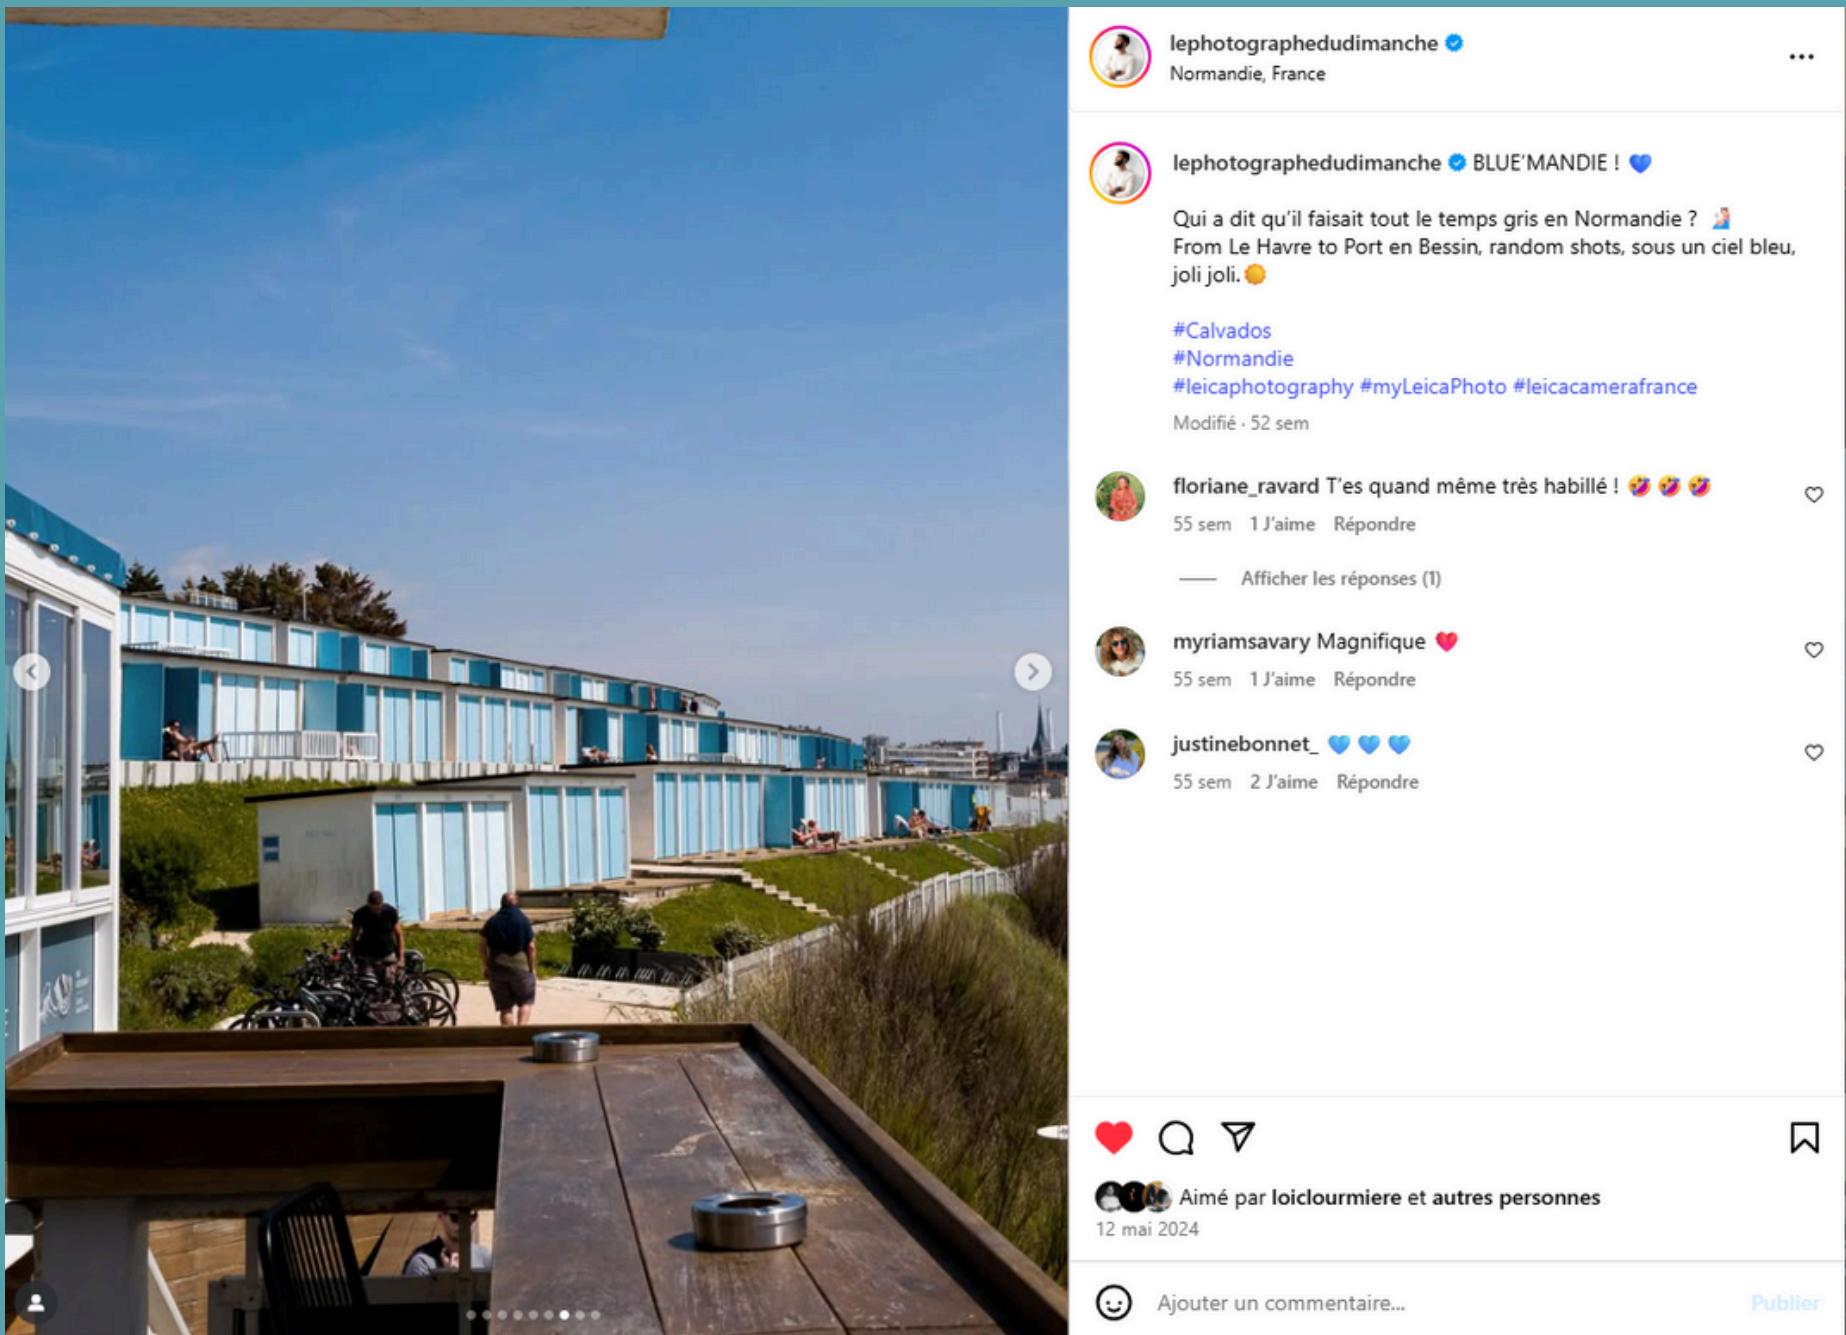 lephotographedudimanche
Normandie, France
lephotographedudimanche BLUE'MANDIE ! 💙
Qui a dit qu'il faisait tout le temps gris en Normandie ?
From Le Havre to Port en Bessin, random shots, sous un ciel bleu,
joli joli.
#Calvados
#Normandie
#leicaphotography #myLeicaPhoto #leicacamerafrance
Modifié · 52 sem
floriane_ravard T'es quand même très habillé ! 🤣 🤣 🤣
55 sem 1 J'aime Répondre
Afficher les réponses (1)
myriamsavary Magnifique ❤️
55 sem 1 J'aime Répondre
justinebonnet_ 🩵 🩵 🩵
55 sem 2 J'aime Répondre
Aimé par loiclourmiere et autres personnes
12 mai 2024
Ajouter un commentaire...
Publier